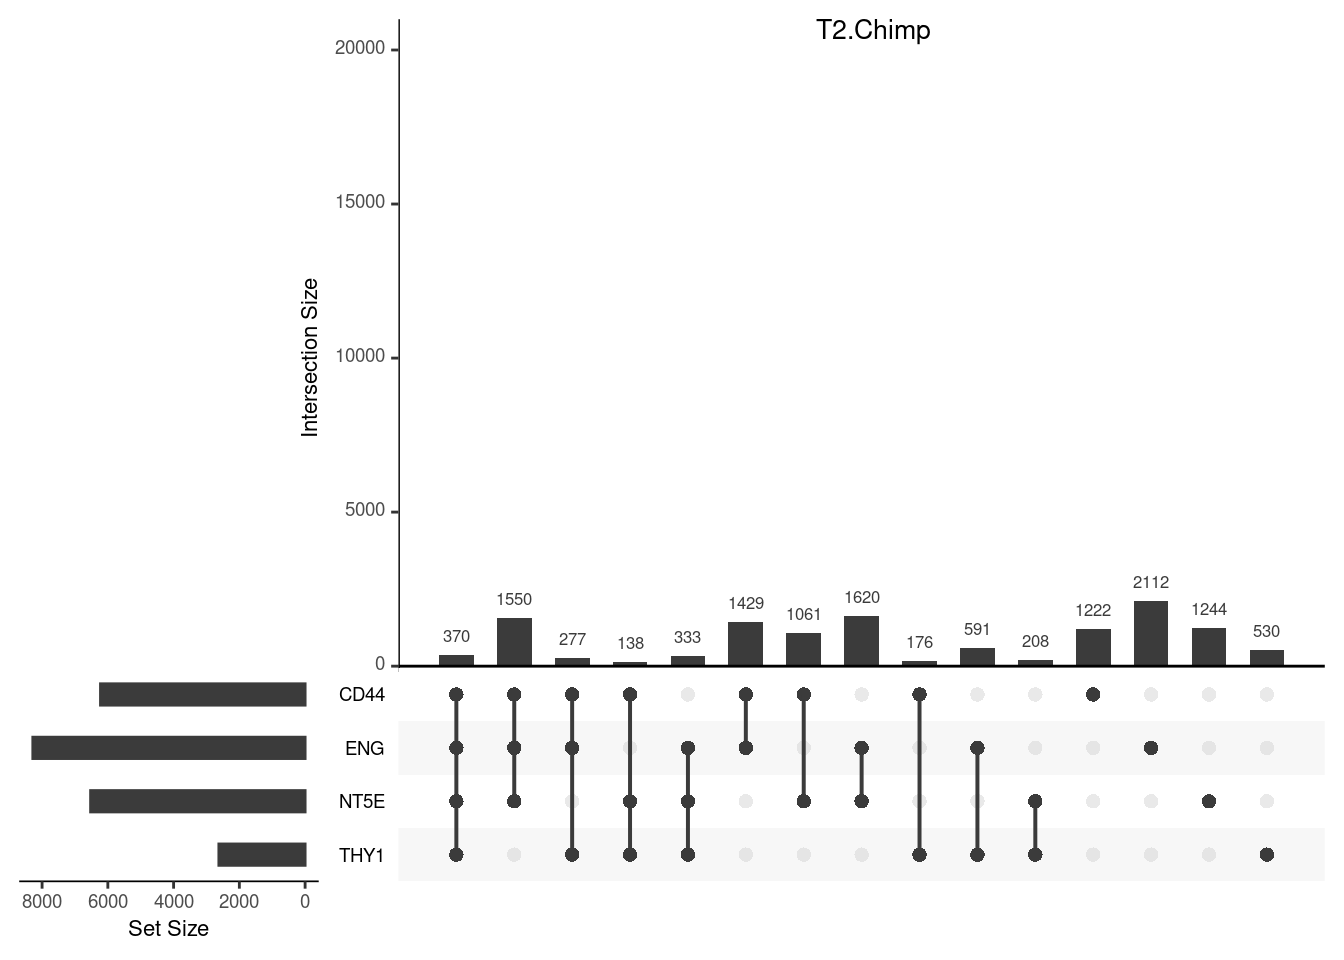 T2.Chimp
20000
15000
10000
5000
0
Intersection Size
370 1550 277 138 333 1429 1061 1620 176 591 208 1222 2112 1244 530
CD44
ENG
NT5E
THY1
8000 6000 4000 2000 0
Set Size